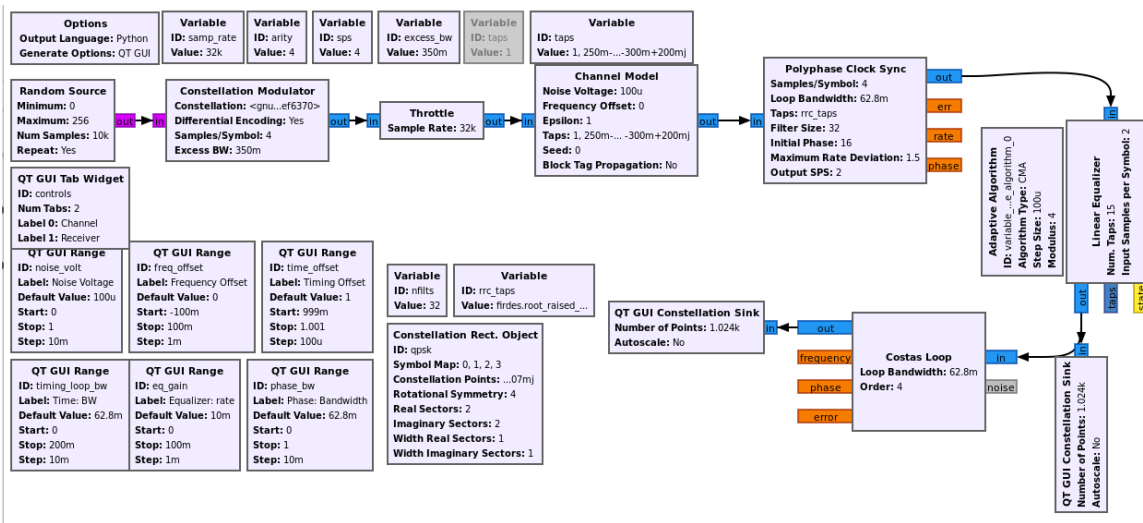 Options
Output Language: Python
Generate Options: QT GUI
Variable
ID: samp_rate
Value: 32k
Variable
ID: arity
Value: 4
Variable
ID: sps
Value: 4
Variable
ID: excess_bw
Value: 350m
Variable
ID: taps
Value: 1
Variable
ID: taps
Value: 1, 250m-...-300m+200mj
Random Source
Minimum: 0
Maximum: 256
Num Samples: 10k
Repeat: Yes
out
in
Constellation Modulator
Constellation: <gnu...ef6370>
Differential Encoding: Yes
Samples/Symbol: 4
Excess BW: 350m
out
in
Throttle
Sample Rate: 32k
out
in
Channel Model
Noise Voltage: 100u
Frequency Offset: 0
Epsilon: 1
Taps: 1, 250m-... -300m+200mj
Seed: 0
Block Tag Propagation: No
out
in
Polyphase Clock Sync
Samples/Symbol: 4
Loop Bandwidth: 62.8m
Taps: rrc_taps
Filter Size: 32
Initial Phase: 16
Maximum Rate Deviation: 1.5
Output SPS: 2
out
err
rate
phase
Adaptive Algorithm
ID: variable_...e_algorithm_0
Algorithm Type: CMA
Step Size: 100u
Modulus: 4
in
Linear Equalizer
Num. Taps: 15
Input Samples per Symbol: 2
out
taps
state
QT GUI Tab Widget
ID: controls
Num Tabs: 2
Label 0: Channel
Label 1: Receiver
QT GUI Range
ID: noise_volt
Label: Noise Voltage
Default Value: 100u
Start: 0
Stop: 1
Step: 10m
QT GUI Range
ID: freq_offset
Label: Frequency Offset
Default Value: 0
Start: -100m
Stop: 100m
Step: 1m
QT GUI Range
ID: time_offset
Label: Timing Offset
Default Value: 1
Start: 999m
Stop: 1.001
Step: 100u
Variable
ID: nfilts
Value: 32
Variable
ID: rrc_taps
Value: firdes.root_raised_...
Constellation Rect. Object
ID: qpsk
Symbol Map: 0, 1, 2, 3
Constellation Points: ...07mj
Rotational Symmetry: 4
Real Sectors: 2
Imaginary Sectors: 2
Width Real Sectors: 1
Width Imaginary Sectors: 1
QT GUI Range
ID: timing_loop_bw
Label: Time: BW
Default Value: 62.8m
Start: 0
Stop: 200m
Step: 10m
QT GUI Range
ID: eq_gain
Label: Equalizer: rate
Default Value: 10m
Start: 0
Stop: 100m
Step: 1m
QT GUI Range
ID: phase_bw
Label: Phase: Bandwidth
Default Value: 62.8m
Start: 0
Stop: 1
Step: 10m
QT GUI Constellation Sink
Number of Points: 1.024k
Autoscale: No
in
out
frequency
phase
error
Costas Loop
Loop Bandwidth: 62.8m
Order: 4
in
noise
in
QT GUI Constellation Sink
Number of Points: 1.024k
Autoscale: No